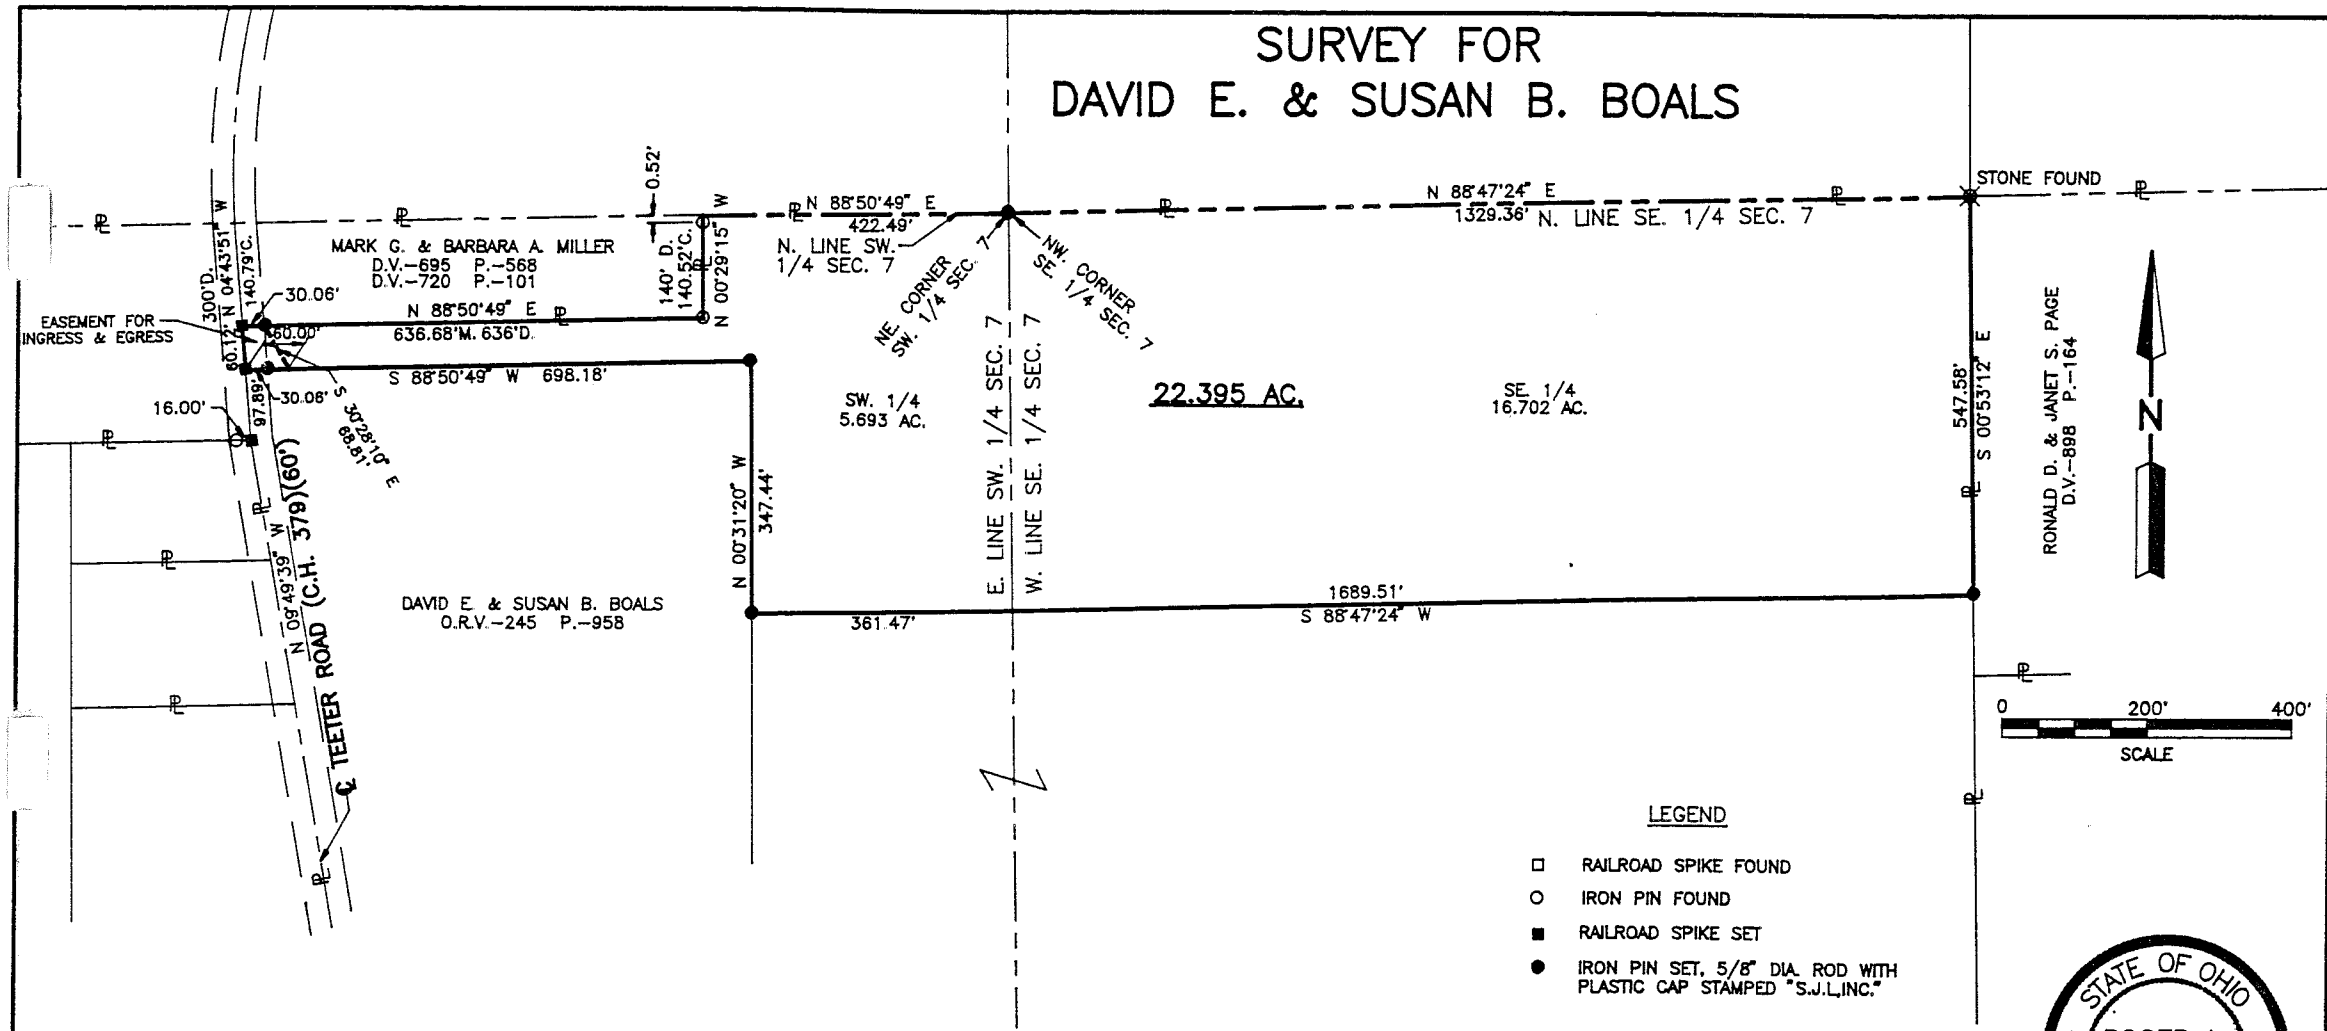 SURVEY FOR
DAVID E. & SUSAN B. BOALS
0.52'
STONE FOUND
N 88°50'49" E
422.49'
N 88°47'24" E
1329.36'
N. LINE SE. 1/4 SEC. 7
N. LINE SW.
1/4 SEC. 7
MARK G. & BARBARA A. MILLER
D.V.-695 P.-568
D.V.-720 P.-101
140' D.
140.52'C.
N 00°29'15" W
NE. CORNER
SW. 1/4 SEC. 7
NW. CORNER
SE. 1/4 SEC. 7
300'D.
N 04°43'51" W
140.79'C.
30.06'
EASEMENT FOR
INGRESS & EGRESS
N 88°50'49" E
636.68'M. 636'D.
60.00'
60.12'
S 88°50'49" W 698.18'
30.06'
S 30°28'10" E
68.81'
97.89'
16.00'
SW. 1/4
5.693 AC.
22.395 AC.
SE. 1/4
16.702 AC.
E. LINE SW. 1/4 SEC. 7
W. LINE SE. 1/4 SEC. 7
547.58'
S 00°53'12" E
RONALD D. & JANET S. PAGE
D.V.-898 P.-164
N
N 00°31'20" W
347.44'
N 09°49'39" W
℄ TEETER ROAD (C.H. 379)(60')
DAVID E. & SUSAN B. BOALS
O.R.V.-245 P.-958
361.47'
1689.51'
S 88°47'24" W
0 200' 400'
SCALE
LEGEND
□ RAILROAD SPIKE FOUND
○ IRON PIN FOUND
■ RAILROAD SPIKE SET
● IRON PIN SET, 5/8" DIA. ROD WITH
PLASTIC CAP STAMPED "S.J.L,INC."
STATE OF OHIO